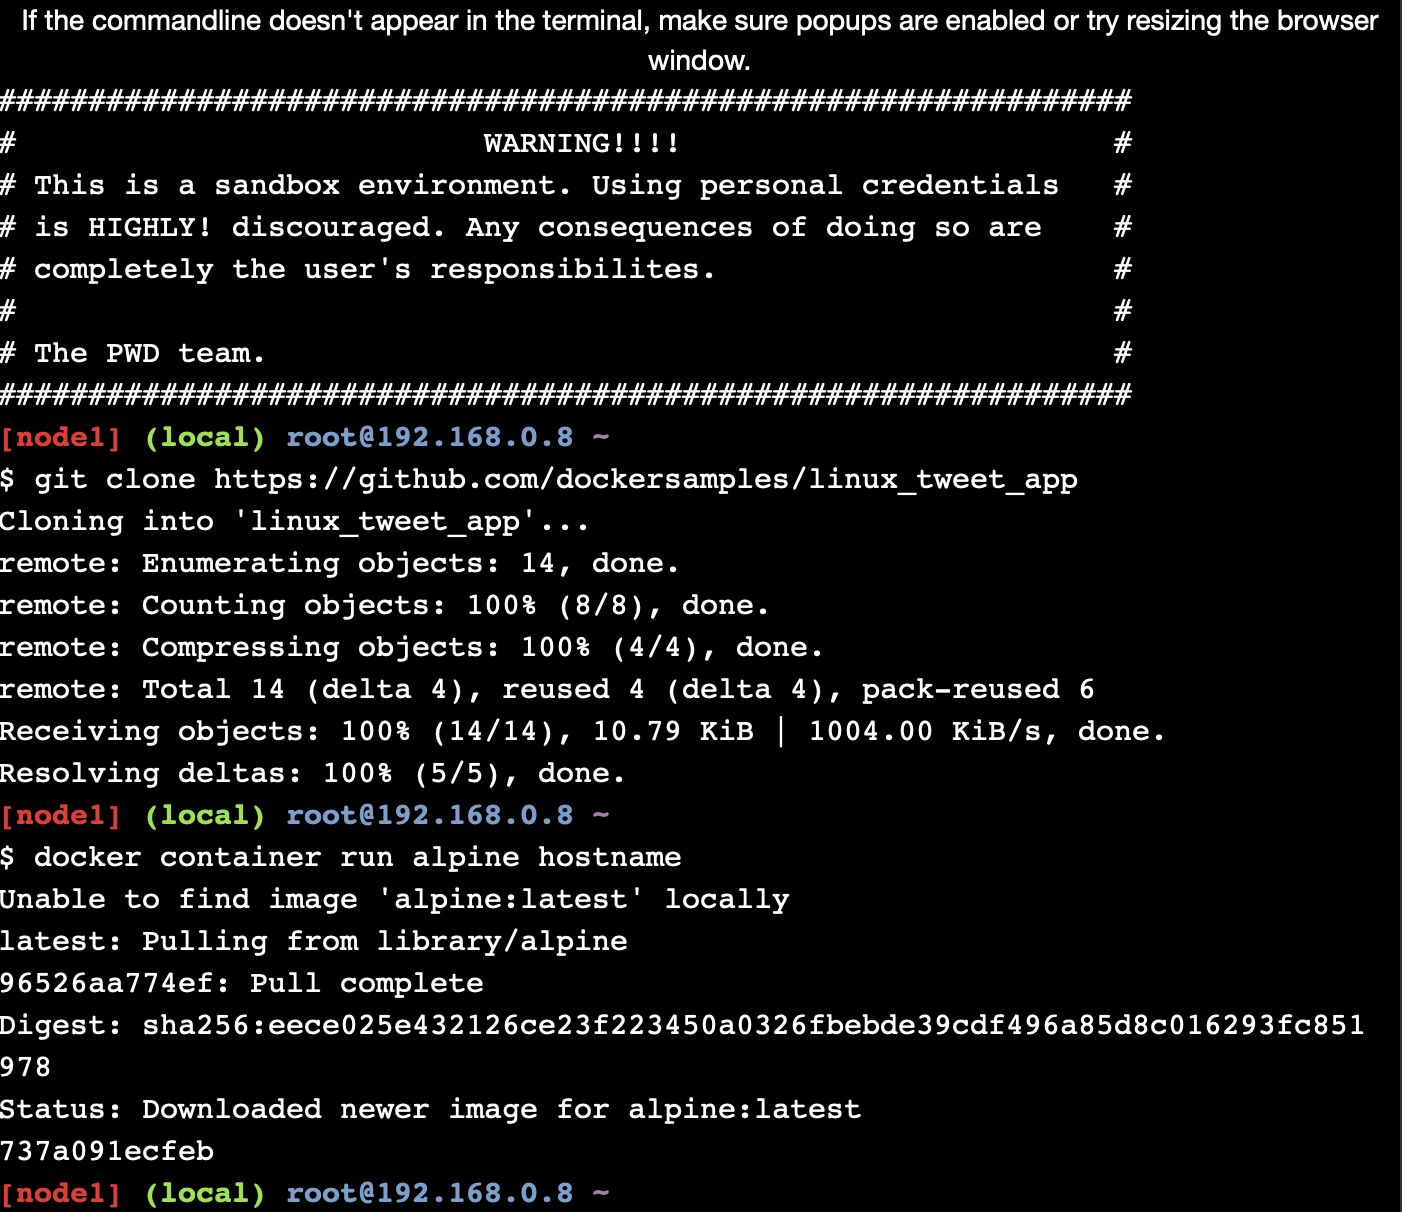 If the commandline doesn't appear in the terminal, make sure popups are enabled or try resizing the browser
window.
###############################################################
# WARNING!!!! #
# This is a sandbox environment. Using personal credentials #
# is HIGHLY! discouraged. Any consequences of doing so are #
# completely the user's responsibilites. #
# #
# The PWD team. #
###############################################################
[node1] (local) root@192.168.0.8 ~
$ git clone https://github.com/dockersamples/linux_tweet_app
Cloning into 'linux_tweet_app'...
remote: Enumerating objects: 14, done.
remote: Counting objects: 100% (8/8), done.
remote: Compressing objects: 100% (4/4), done.
remote: Total 14 (delta 4), reused 4 (delta 4), pack-reused 6
Receiving objects: 100% (14/14), 10.79 KiB | 1004.00 KiB/s, done.
Resolving deltas: 100% (5/5), done.
[node1] (local) root@192.168.0.8 ~
$ docker container run alpine hostname
Unable to find image 'alpine:latest' locally
latest: Pulling from library/alpine
96526aa774ef: Pull complete
Digest: sha256:eece025e432126ce23f223450a0326fbebde39cdf496a85d8c016293fc851
978
Status: Downloaded newer image for alpine:latest
737a091ecfeb
[node1] (local) root@192.168.0.8 ~